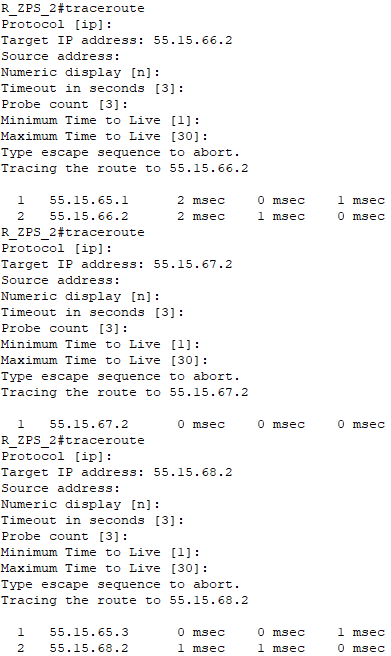 R_ZPS_2#traceroute
Protocol [ip]:
Target IP address: 55.15.66.2
Source address:
Numeric display [n]:
Timeout in seconds [3]:
Probe count [3]:
Minimum Time to Live [1]:
Maximum Time to Live [30]:
Type escape sequence to abort.
Tracing the route to 55.15.66.2
1 55.15.65.1 2 msec 0 msec 1 msec
2 55.15.66.2 2 msec 1 msec 0 msec
R_ZPS_2#traceroute
Protocol [ip]:
Target IP address: 55.15.67.2
Source address:
Numeric display [n]:
Timeout in seconds [3]:
Probe count [3]:
Minimum Time to Live [1]:
Maximum Time to Live [30]:
Type escape sequence to abort.
Tracing the route to 55.15.67.2
1 55.15.67.2 0 msec 0 msec 0 msec
R_ZPS_2#traceroute
Protocol [ip]:
Target IP address: 55.15.68.2
Source address:
Numeric display [n]:
Timeout in seconds [3]:
Probe count [3]:
Minimum Time to Live [1]:
Maximum Time to Live [30]:
Type escape sequence to abort.
Tracing the route to 55.15.68.2
1 55.15.65.3 0 msec 0 msec 1 msec
2 55.15.68.2 1 msec 1 msec 0 msec